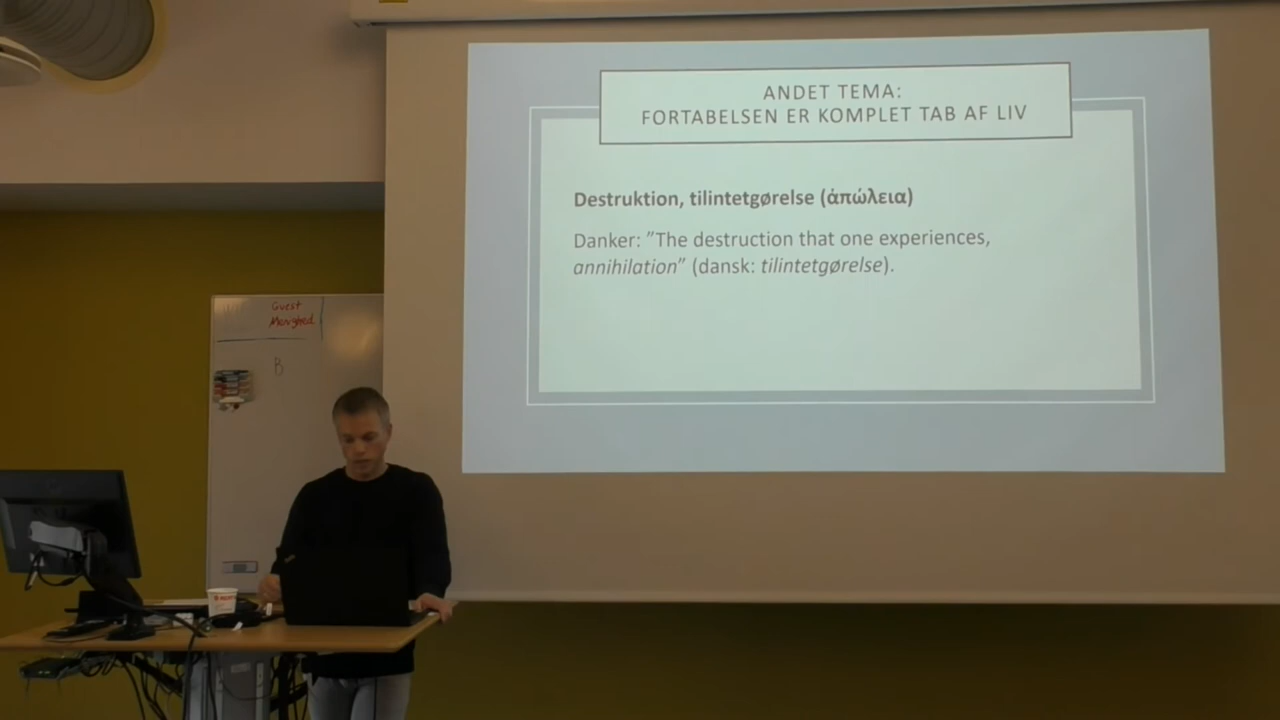 ANDET TEMA:
FORTABELSEN ER KOMPLET TAB AF LIV
Destruktion, tilintetgørelse (ἀπώλεια)
Danker: ”The destruction that one experiences,
annihilation” (dansk: tilintetgørelse).
Guest
B